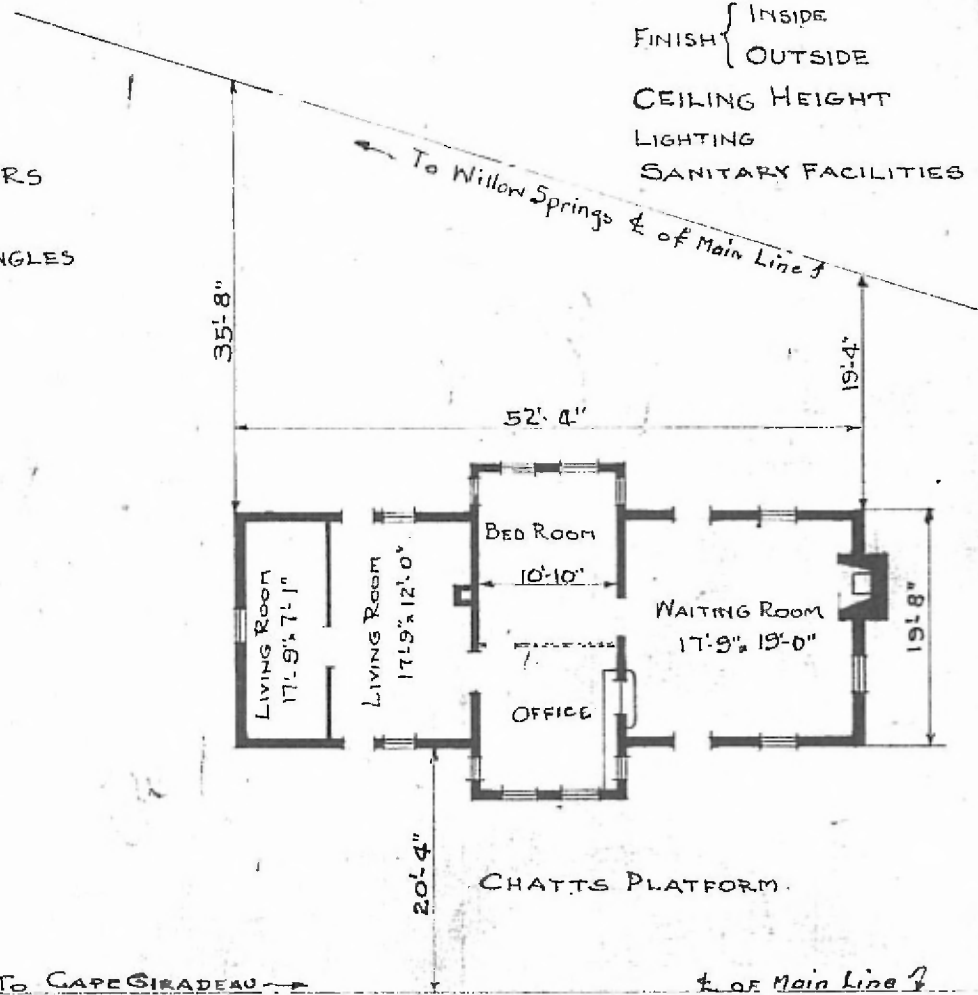 FINISH { INSIDE
OUTSIDE
CEILING HEIGHT
LIGHTING
SANITARY FACILITIES
RS
NGLES
← To Willow Springs ℄ of Main Line
35'-8"
19'-4"
52'-4"
BED ROOM
10'-10"
LIVING ROOM
17'-9" x 7'-1"
LIVING ROOM
17'-9" x 12'-0"
WAITING ROOM
17'-9" x 19'-0"
19'-8"
OFFICE
20'-4"
CHATTS PLATFORM
To CAPE GIRADEAU →
℄ OF Main Line